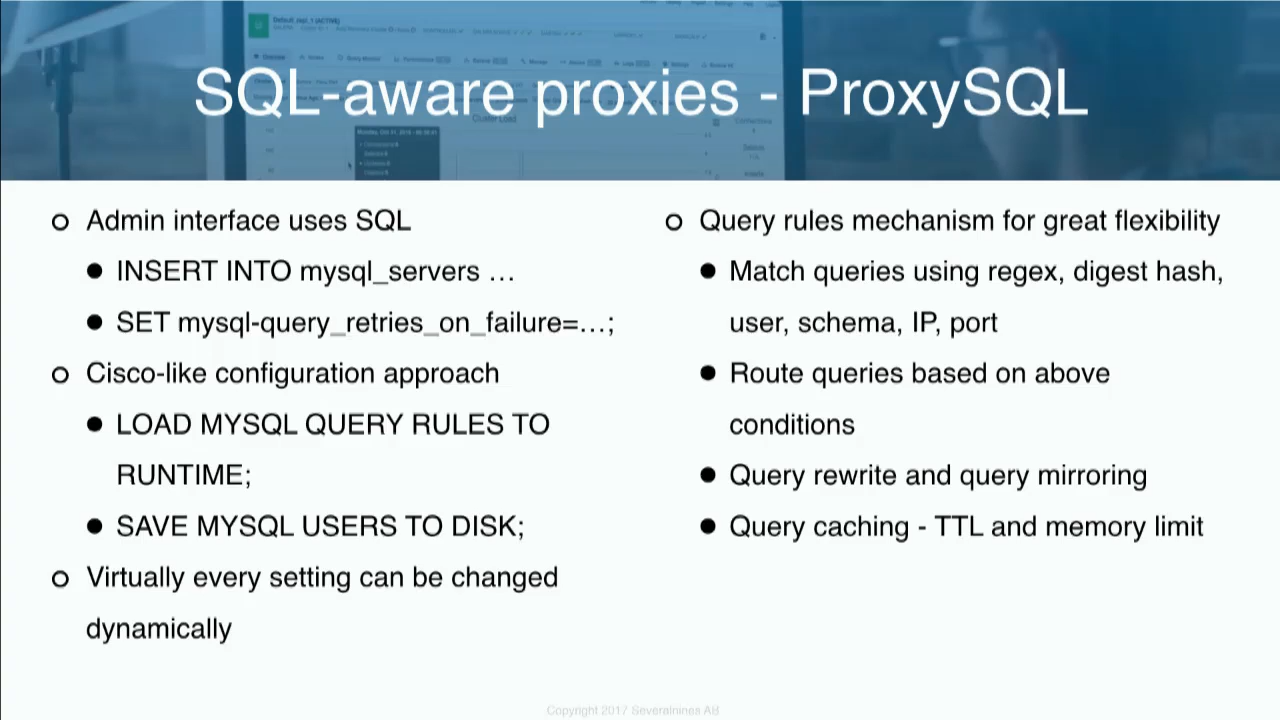 SQL-aware proxies - ProxySQL
Admin interface uses SQL
INSERT INTO mysql_servers …
SET mysql-query_retries_on_failure=…;
Cisco-like configuration approach
LOAD MYSQL QUERY RULES TO
RUNTIME;
SAVE MYSQL USERS TO DISK;
Virtually every setting can be changed
dynamically
Query rules mechanism for great flexibility
Match queries using regex, digest hash,
user, schema, IP, port
Route queries based on above
conditions
Query rewrite and query mirroring
Query caching - TTL and memory limit
Copyright 2017 Severalnines AB